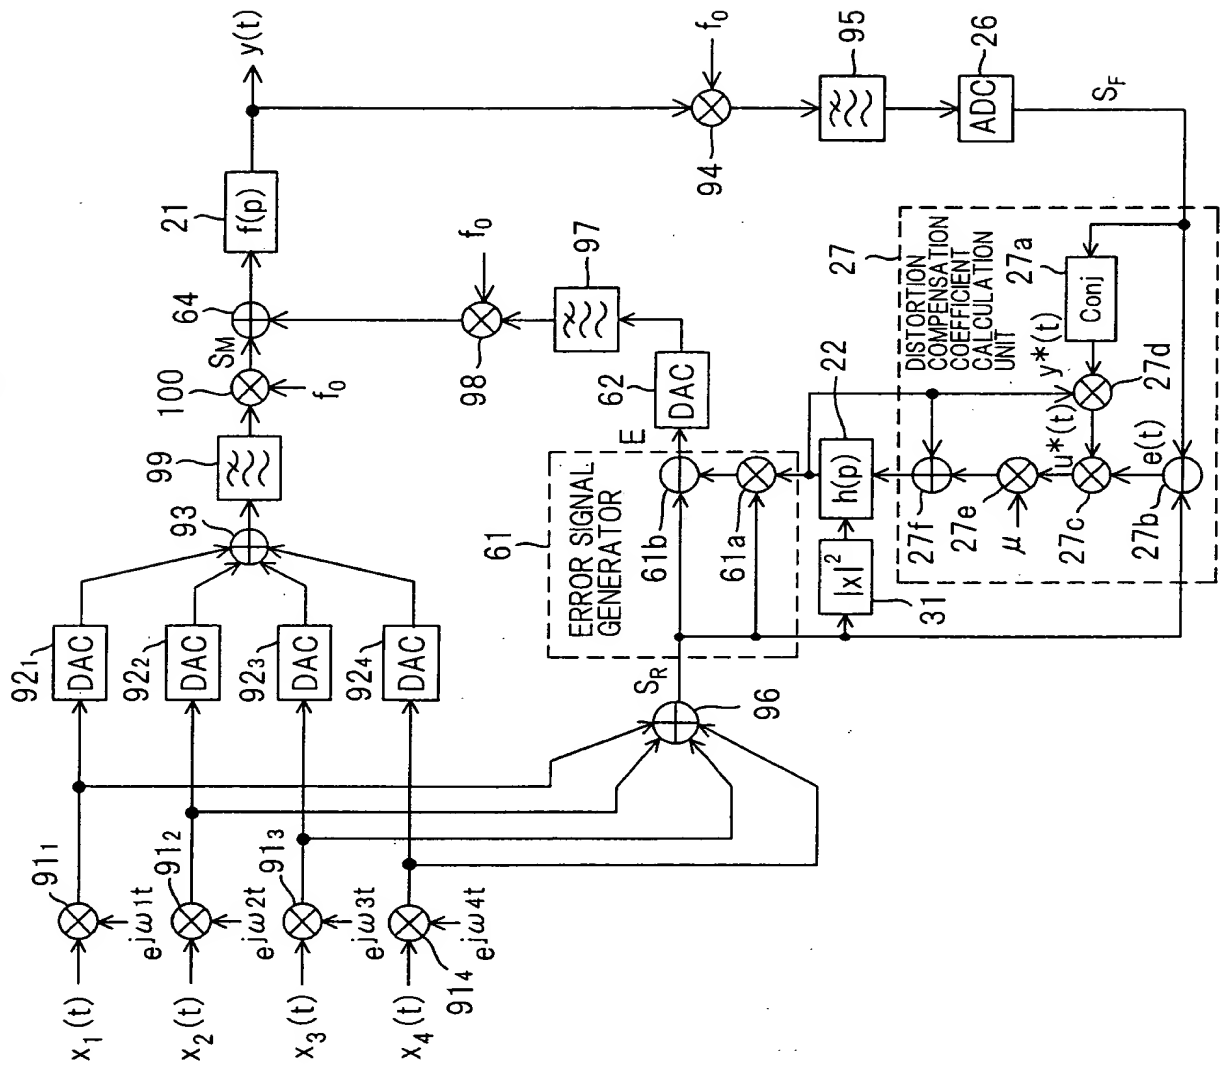 x1(t)
911
ejω1t
x2(t)
912
ejω2t
x3(t)
913
ejω3t
x4(t)
914
ejω4t
921
DAC
922
DAC
923
DAC
924
DAC
93
99
100
f0
SM
64
21
f(p)
y(t)
96
SR
61
ERROR SIGNAL
GENERATOR
61b
61a
E
62
DAC
97
98
f0
94
f0
95
26
ADC
SF
31
|x|2
22
h(p)
27
DISTORTION
COMPENSATION
COEFFICIENT
CALCULATION
UNIT
27f
27e
μ
27c
27b
u*(t)
e(t)
27d
y*(t)
27a
Conj